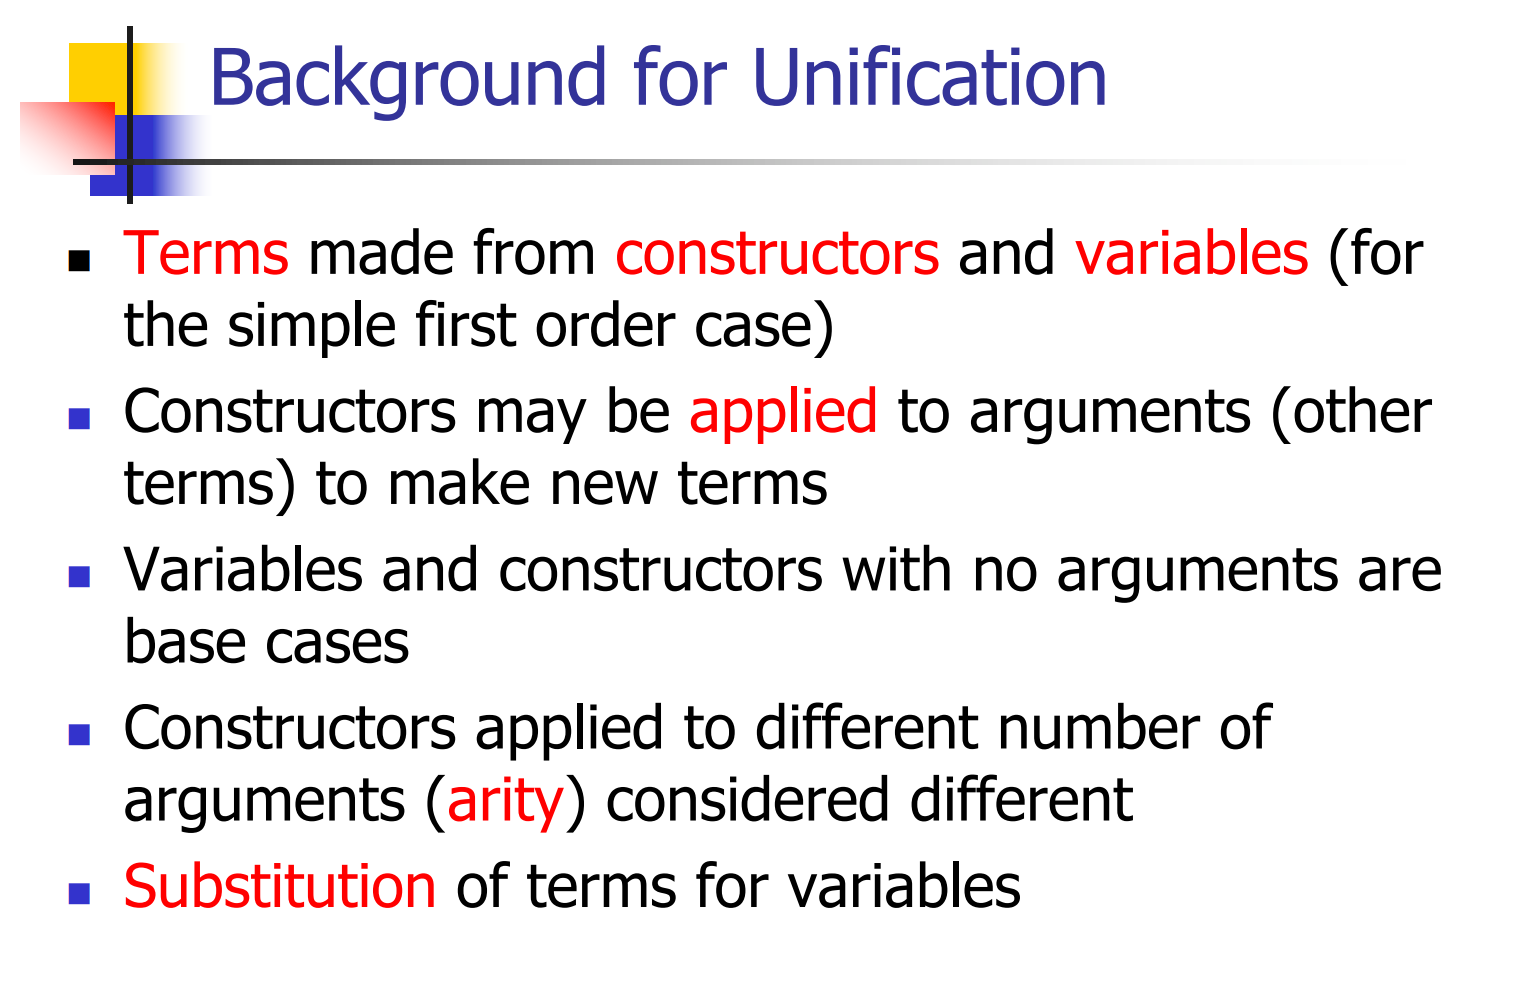 Background for Unification
Terms made from constructors and variables (for
the simple first order case)
Constructors may be applied to arguments (other
terms) to make new terms
Variables and constructors with no arguments are
base cases
Constructors applied to different number of
arguments (arity) considered different
Substitution of terms for variables